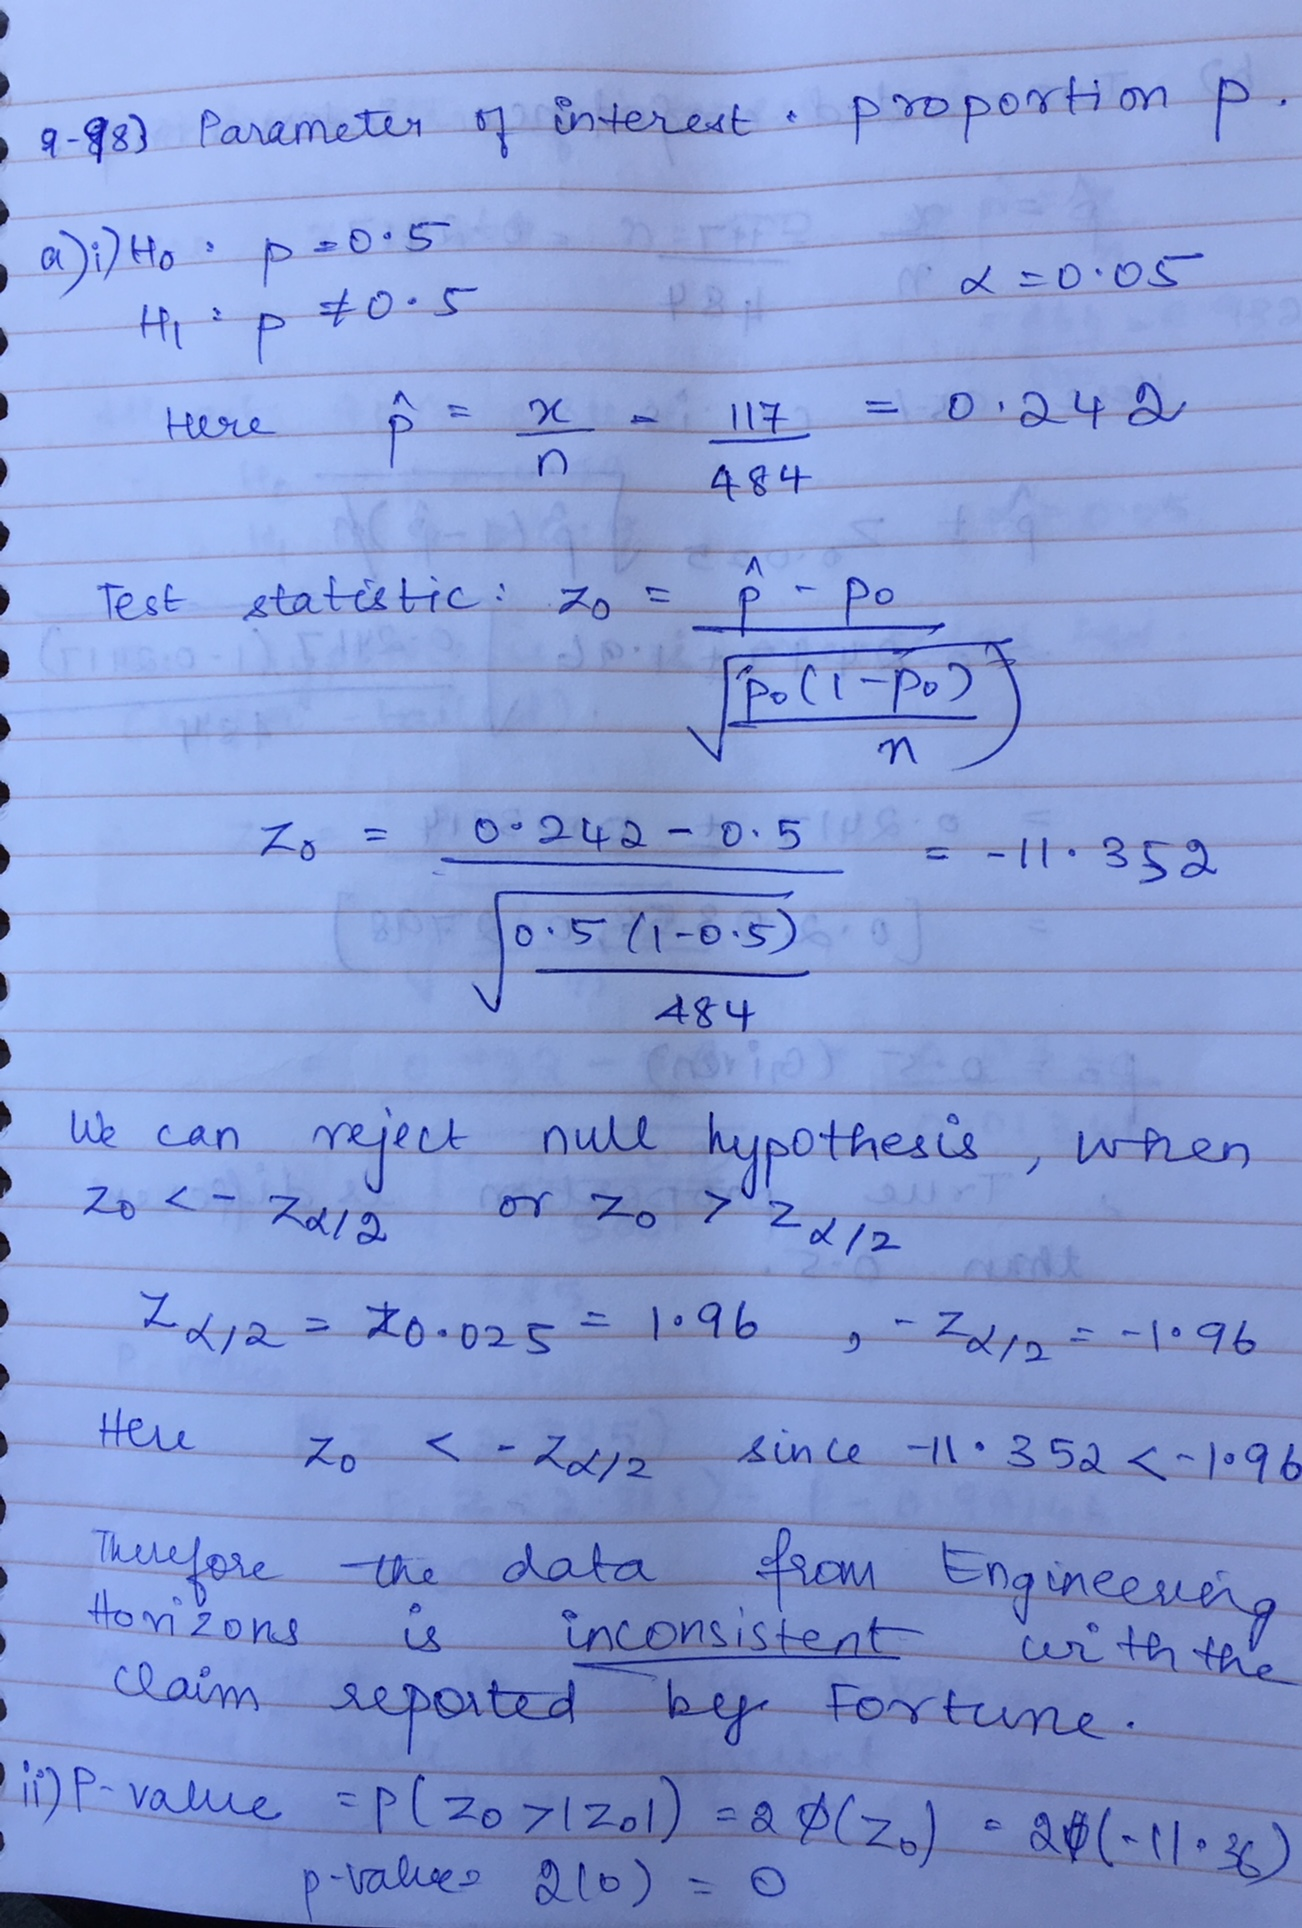 9-98) Parameter of interest : proportion p.
a) i) H₀ : p = 0.5
H₁ : p ≠ 0.5 α = 0.05
Here p̂ = x/n = 117/484 = 0.242
Test statistic : z₀ = (p̂ - p₀) / √(p₀(1-p₀)/n)
z₀ = (0.242 - 0.5) / √(0.5(1-0.5)/484) = -11.352
We can reject null hypothesis, when
z₀ < -z_α/2 or z₀ > z_α/2
z_α/2 = z₀.₀₂₅ = 1.96 , -z_α/2 = -1.96
Here z₀ < -z_α/2 since -11.352 < -1.96
Therefore the data from Engineering
Horizons is inconsistent with the
claim reported by Fortune.
ii) P-value = P(z₀ > |z₀|) = 2ϕ(z₀) = 2ϕ(-11.36)
p-value = 2(0) = 0